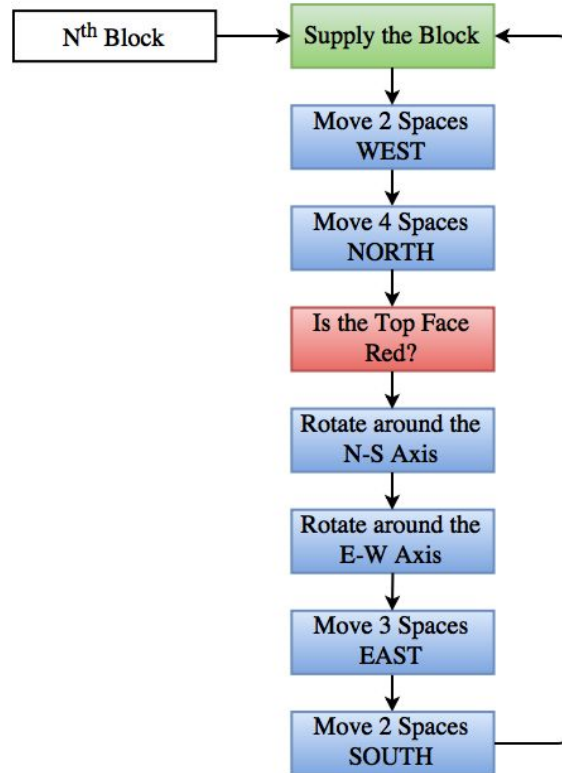 Nth Block
Supply the Block
Move 2 Spaces
WEST
Move 4 Spaces
NORTH
Is the Top Face
Red?
Rotate around the
N-S Axis
Rotate around the
E-W Axis
Move 3 Spaces
EAST
Move 2 Spaces
SOUTH